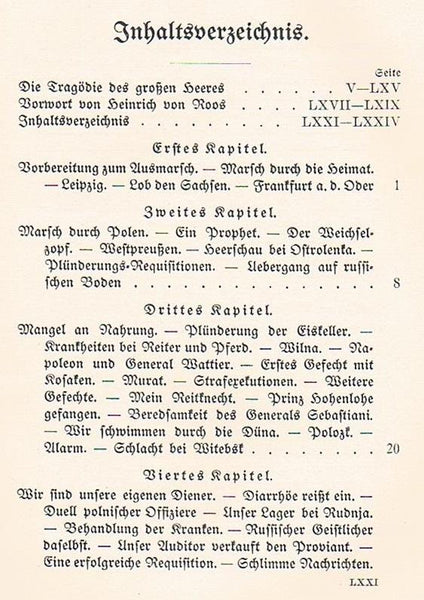 Inhaltsverzeichnis.
Seite
Die Tragödie des großen Heeres . . . . . . V—LXV
Vorwort von Heinrich von Roos . . . . LXVII—LXIX
Inhaltsverzeichnis . . . . . . . . . LXXI—LXXIV
Erstes Kapitel.
Vorbereitung zum Ausmarsch. — Marsch durch die Heimat.
— Leipzig. — Lob den Sachsen. — Frankfurt a. d. Oder 1
Zweites Kapitel.
Marsch durch Polen. — Ein Prophet. — Der Weichsel-
zopf. — Westpreußen. — Heerschau bei Ostrolenka. —
Plünderungs-Requisitionen. — Uebergang auf russi-
schen Boden . . . . . . . . . . . . . . 8
Drittes Kapitel.
Mangel an Nahrung. — Plünderung der Eiskeller. —
Krankheiten bei Reiter und Pferd. — Wilna. — Na-
poleon und General Wattier. — Erstes Gefecht mit
Kosaken. — Murat. — Strafexekutionen. — Weitere
Gefechte. — Mein Reitknecht. — Prinz Hohenlohe
gefangen. — Beredsamkeit des Generals Sebastiani.
— Wir schwimmen durch die Düna. — Polozk. —
Alarm. — Schlacht bei Witebsk . . . . . . . . 20
Viertes Kapitel.
Wir sind unsere eigenen Diener. — Diarrhöe reißt ein. —
Duell polnischer Offiziere — Unser Lager bei Rudnja.
— Behandlung der Kranken. — Russischer Geistlicher
daselbst. — Unser Auditor verkauft den Proviant. —
Eine erfolgreiche Requisition. — Schlimme Nachrichten.
LXXI